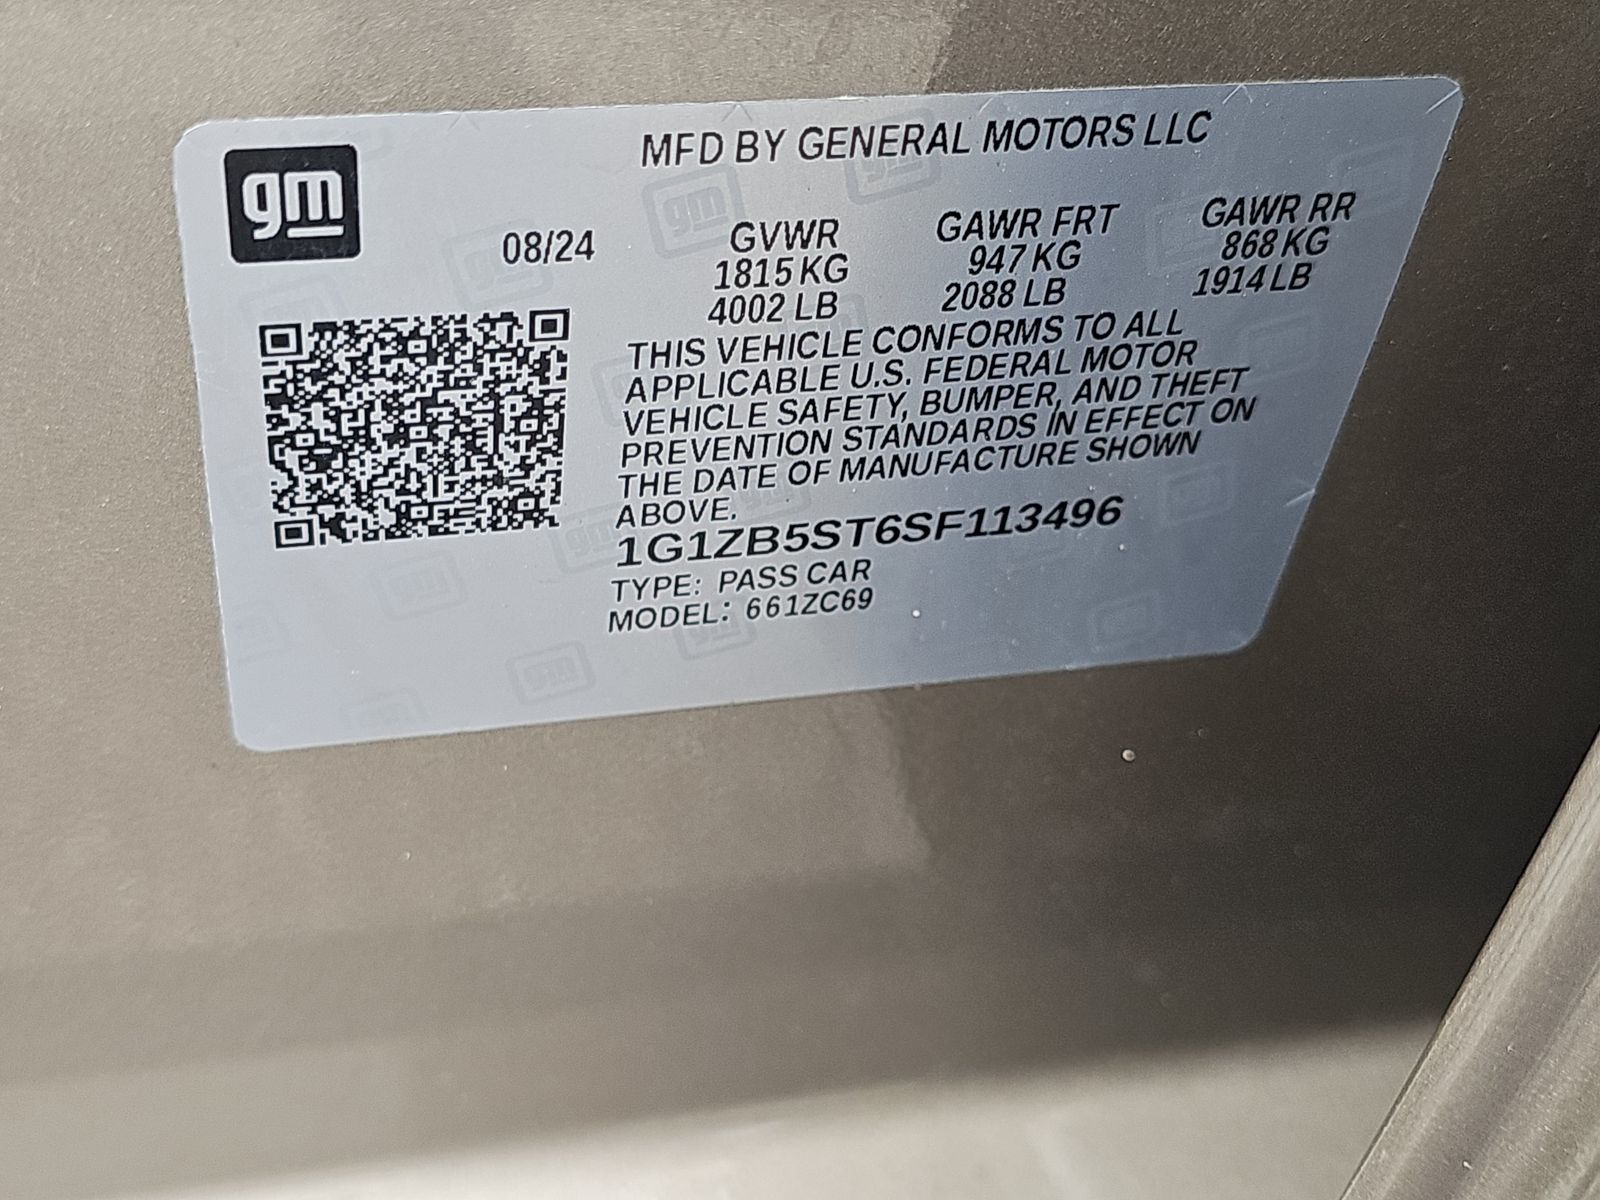 gm
MFD BY GENERAL MOTORS LLC
08/24
GVWR GAWR FRT GAWR RR
1815 KG 947 KG 868 KG
4002 LB 2088 LB 1914 LB
THIS VEHICLE CONFORMS TO ALL
APPLICABLE U.S. FEDERAL MOTOR
VEHICLE SAFETY, BUMPER, AND THEFT
PREVENTION STANDARDS IN EFFECT ON
THE DATE OF MANUFACTURE SHOWN
ABOVE.
1G1ZB5ST6SF113496
TYPE: PASS CAR
MODEL: 661ZC69